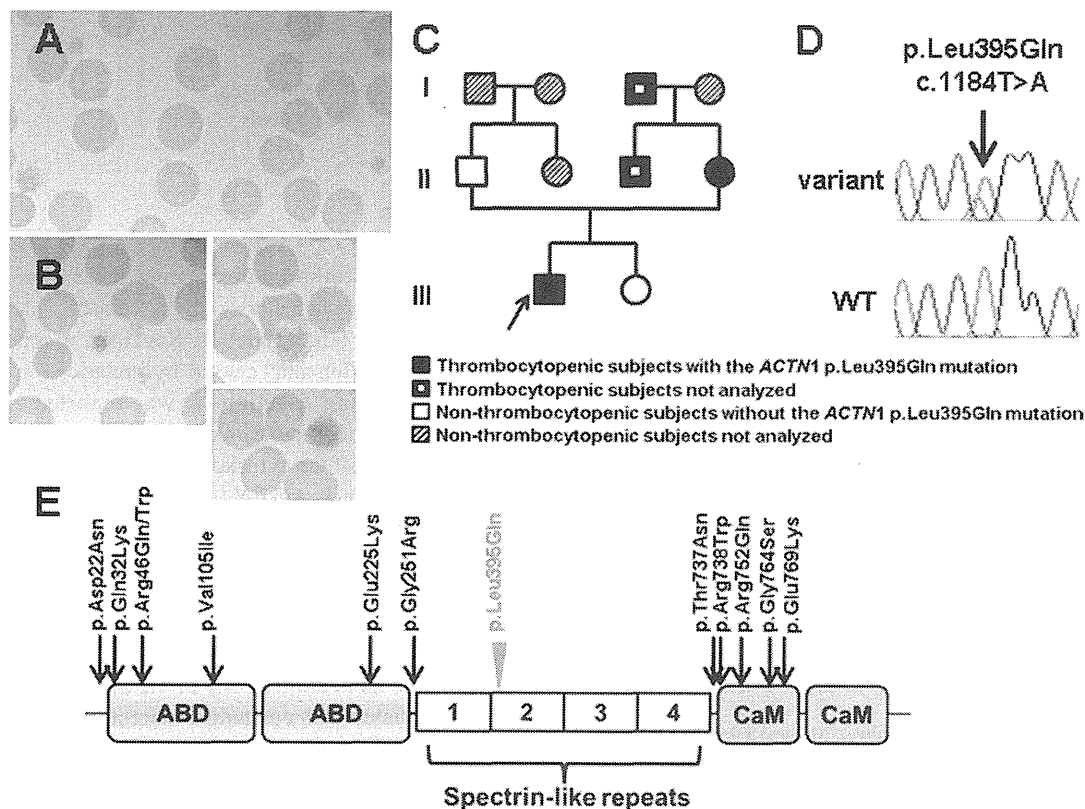 A
B
C
I
II
III
Thrombocytopenic subjects with the ACTN1 p.Leu395Gln mutation
Thrombocytopenic subjects not analyzed
Non-thrombocytopenic subjects without the ACTN1 p.Leu395Gln mutation
Non-thrombocytopenic subjects not analyzed
D
p.Leu395Gln
c.1184T>A
variant
WT
E
p.Asp22Asn
p.Gln32Lys
p.Arg46Gln/Trp
p.Val105Ile
p.Glu225Lys
p.Gly251Arg
p.Leu395Gln
p.Thr737Asn
p.Arg738Trp
p.Arg752Gln
p.Gly764Ser
p.Glu769Lys
ABD ABD 1 2 3 4 CaM CaM
Spectrin-like repeats